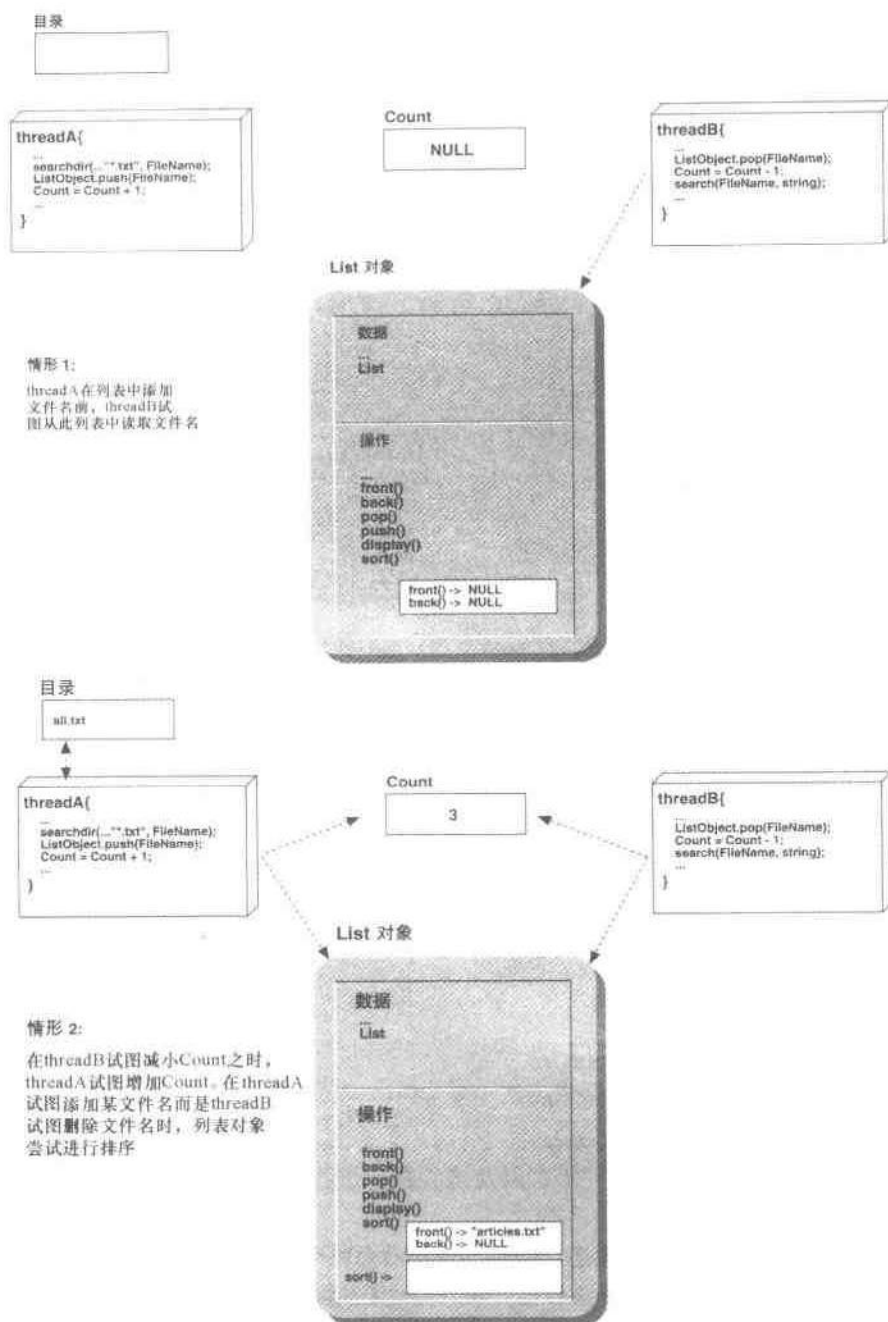 目录
threadA{
...
searchdir(..."*.txt", FileName);
ListObject.push(FileName);
Count = Count + 1;
...
}
Count
NULL
threadB{
...
ListObject.pop(FileName);
Count = Count - 1;
search(FileName, string);
...
}
List 对象
数据
...
List
操作
...
front()
back()
pop()
push()
display()
sort()
front() -> NULL
back() -> NULL
情形 1:
threadA在列表中添加
文件名前，threadB试
图从此列表中读取文件名
目录
all.txt
threadA{
...
searchdir(..."*.txt", FileName);
ListObject.push(FileName);
Count = Count + 1;
...
}
Count
3
threadB{
...
ListObject.pop(FileName);
Count = Count - 1;
search(FileName, string);
...
}
List 对象
数据
...
List
操作
front()
back()
pop()
push()
display()
sort()
front() -> "articles.txt"
back() -> NULL
sort() ->
情形 2:
在threadB试图减小Count之时，
threadA试图增加Count。在threadA
试图添加某文件名而是threadB
试图删除文件名时，列表对象
尝试进行排序